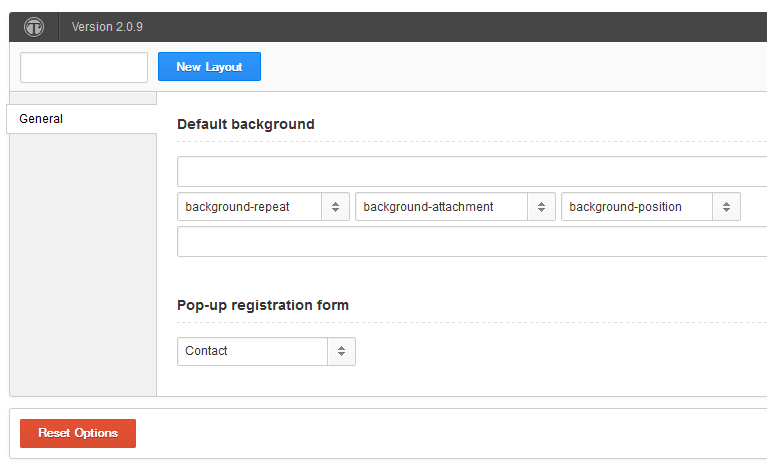 Version 2.0.9
New Layout
General
Default background
background-repeat background-attachment background-position
Pop-up registration form
Contact
Reset Options